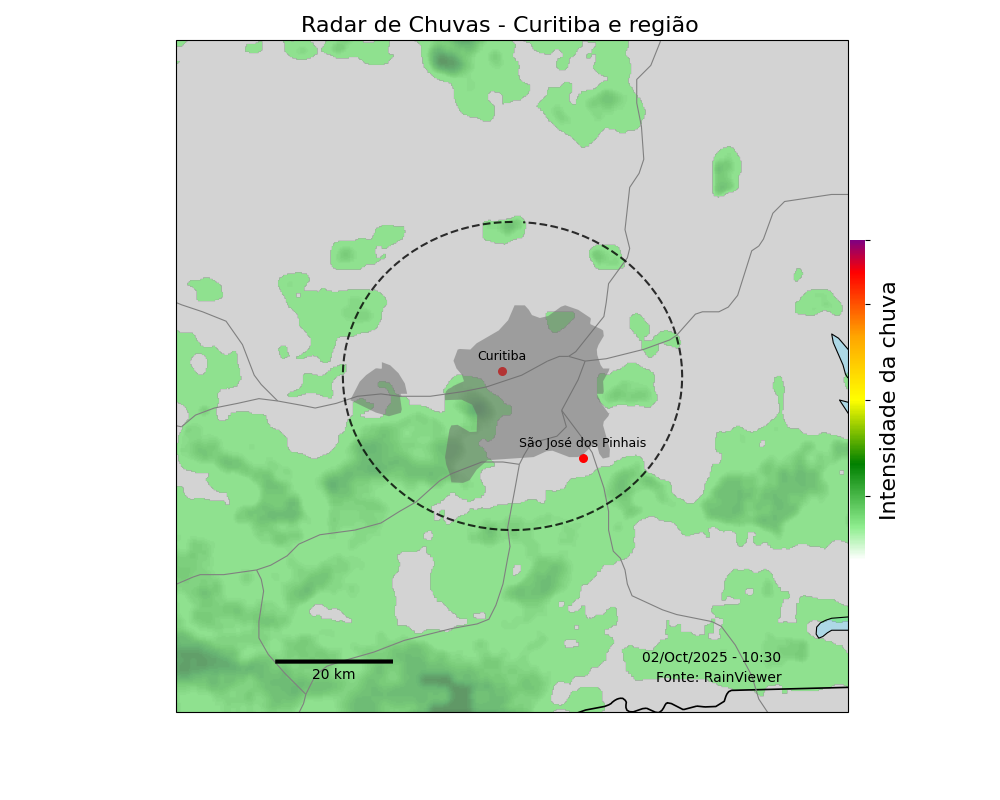 Radar de Chuvas - Curitiba e região
Curitiba
São José dos Pinhais
Intensidade da chuva
02/Oct/2025 - 10:30
20 km
Fonte: RainViewer